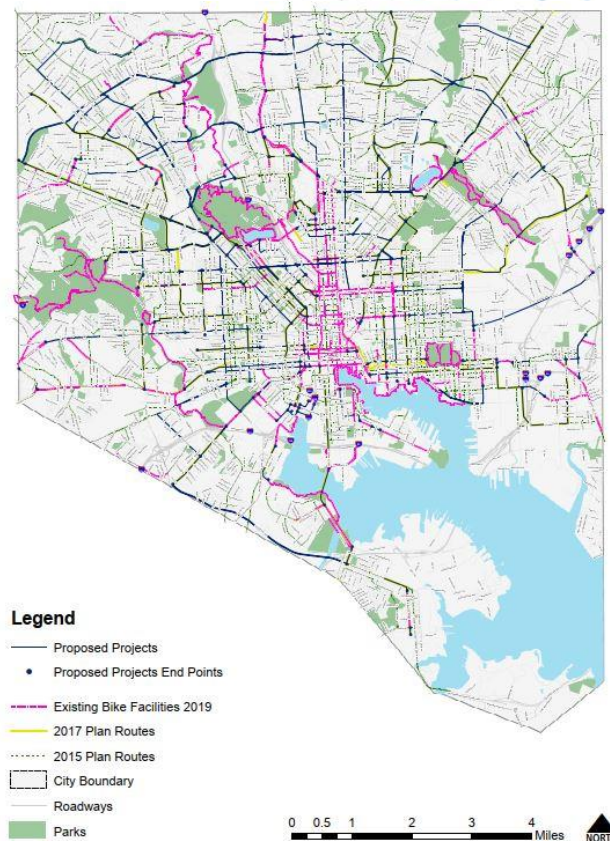 Legend
Proposed Projects
Proposed Projects End Points
Existing Bike Facilities 2019
2017 Plan Routes
2015 Plan Routes
City Boundary
Roadways
Parks
0 0.5 1 2 3 4
Miles
NORT